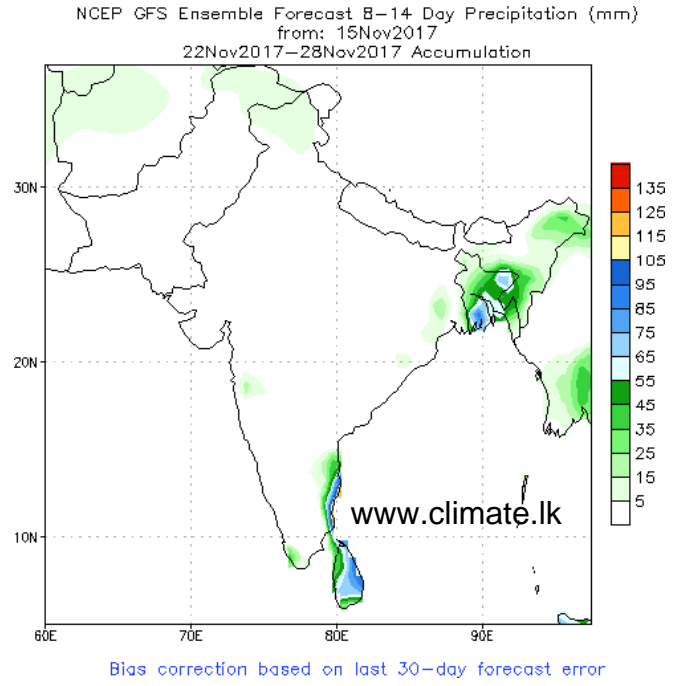 NCEP GFS Ensemble Forecast 8-14 Day Precipitation (mm)
from: 15Nov2017
22Nov2017-28Nov2017 Accumulation
30N
20N
10N
60E
70E
80E
90E
135
125
115
105
95
85
75
65
55
45
35
25
15
5
www.climate.lk
Bias correction based on last 30-day forecast error